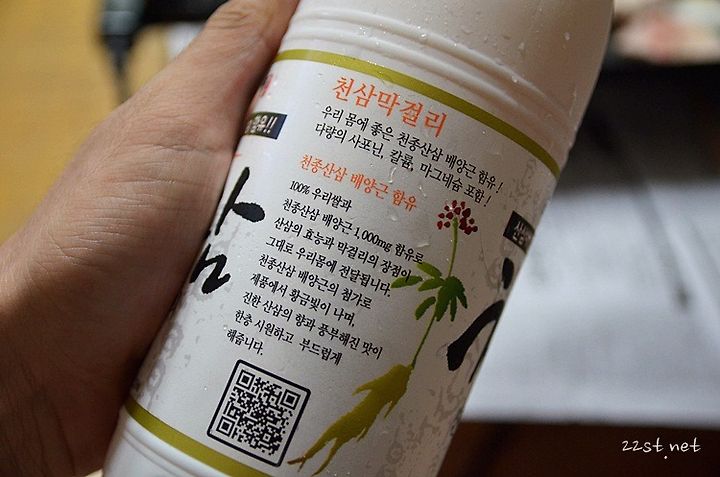 천삼막걸리
우리 몸에 좋은 천종산삼 배양근 함유!
다량의 사포닌, 칼륨, 마그네슘 포함!
천종산삼 배양근 함유
100% 우리쌀과
천종산삼 배양근 1,000mg 함유로
산삼의 효능과 막걸리의 장점이
그대로 우리몸에 전달됩니다.
천종산삼 배양근의 첨가로
제품에서 황금빛이 나며,
진한 산삼의 향과 풍부해진 맛이
한층 시원하고 부드럽게
해줍니다.
함유!!
삼
22st.net